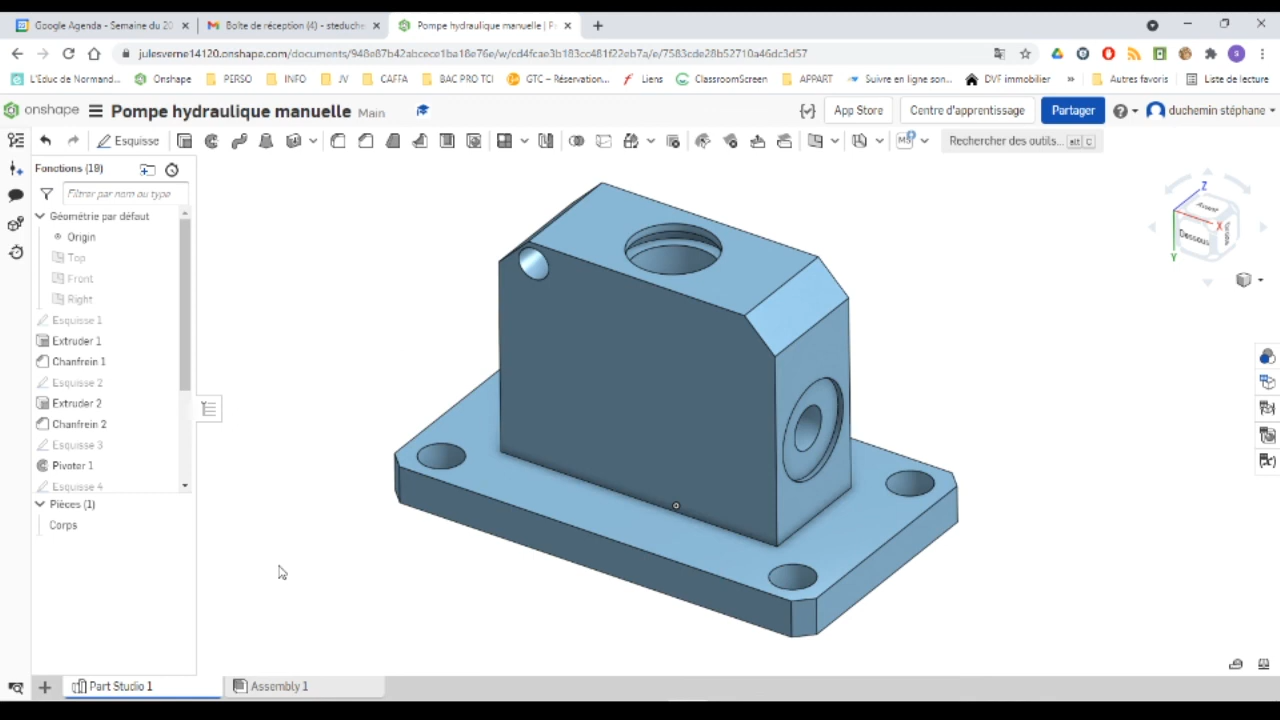 Google Agenda - Semaine du 20
Boîte de réception (4) - steduche
Pompe hydraulique manuelle | P
julesverne14120.onshape.com/documents/948e87b42abcece1ba18e76e/w/cd4fcae3b183cc481f22eb7a/e/7583cde28b52710a46dc3d57
L'Educ de Normand...
Onshape
PERSO
INFO
JV
CAFFA
BAC PRO TCI
GTC – Réservation...
Liens
ClassroomScreen
APPART
Suivre en ligne son...
DVF immobilier
»
Autres favoris
Liste de lecture
onshape
Pompe hydraulique manuelle Main
App Store
Centre d'apprentissage
Partager
duchemin stéphane
Esquisse
Rechercher des outils... alt C
Fonctions (19)
Filtrer par nom ou type
Géométrie par défaut
Origin
Top
Front
Right
Esquisse 1
Extruder 1
Chanfrein 1
Esquisse 2
Extruder 2
Chanfrein 2
Esquisse 3
Pivoter 1
Esquisse 4
Pièces (1)
Corps
Z
Avant
X
Dessous
Y
Part Studio 1
Assembly 1